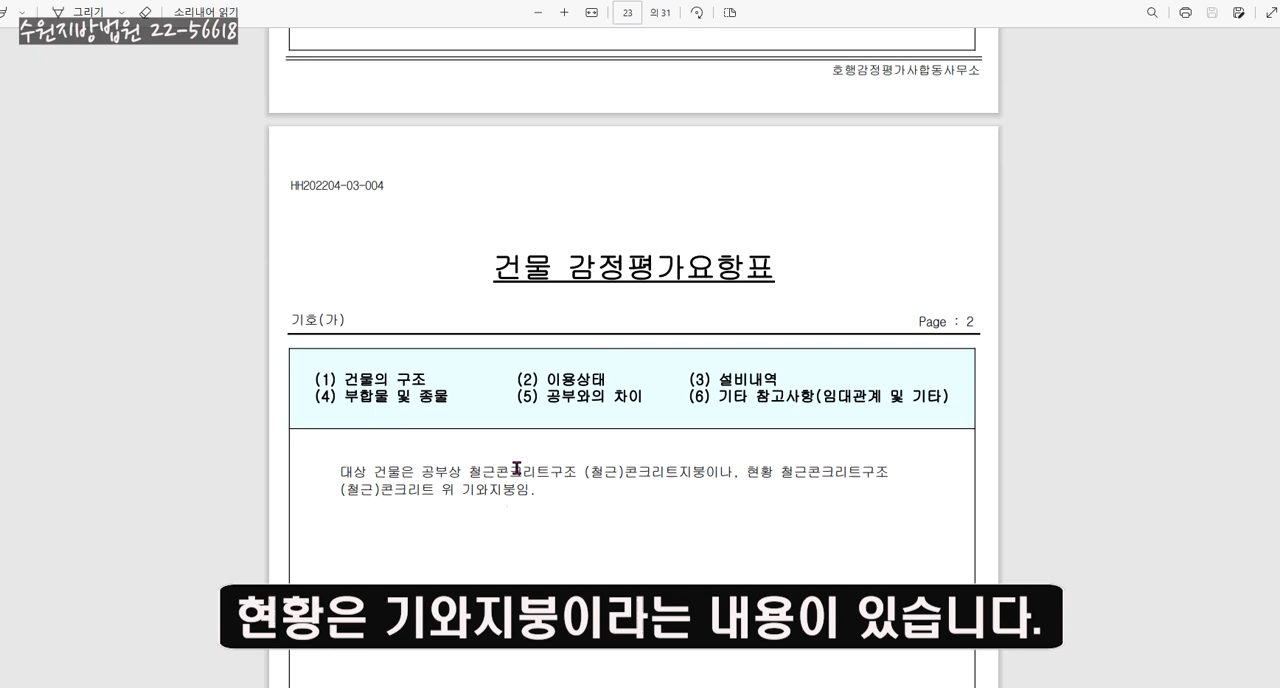 그리기
소리내어 읽기
23
의 31
수원지방법원 22-56618
호행감정평가사합동사무소
HH202204-03-004
건물 감정평가요항표
기호(가)
Page : 2
(1) 건물의 구조 (2) 이용상태 (3) 설비내역
(4) 부합물 및 종물 (5) 공부와의 차이 (6) 기타 참고사항(임대관계 및 기타)
대상 건물은 공부상 철근콘크리트구조 (철근)콘크리트지붕이나, 현황 철근콘크리트구조
(철근)콘크리트 위 기와지붕임.
현황은 기와지붕이라는 내용이 있습니다.